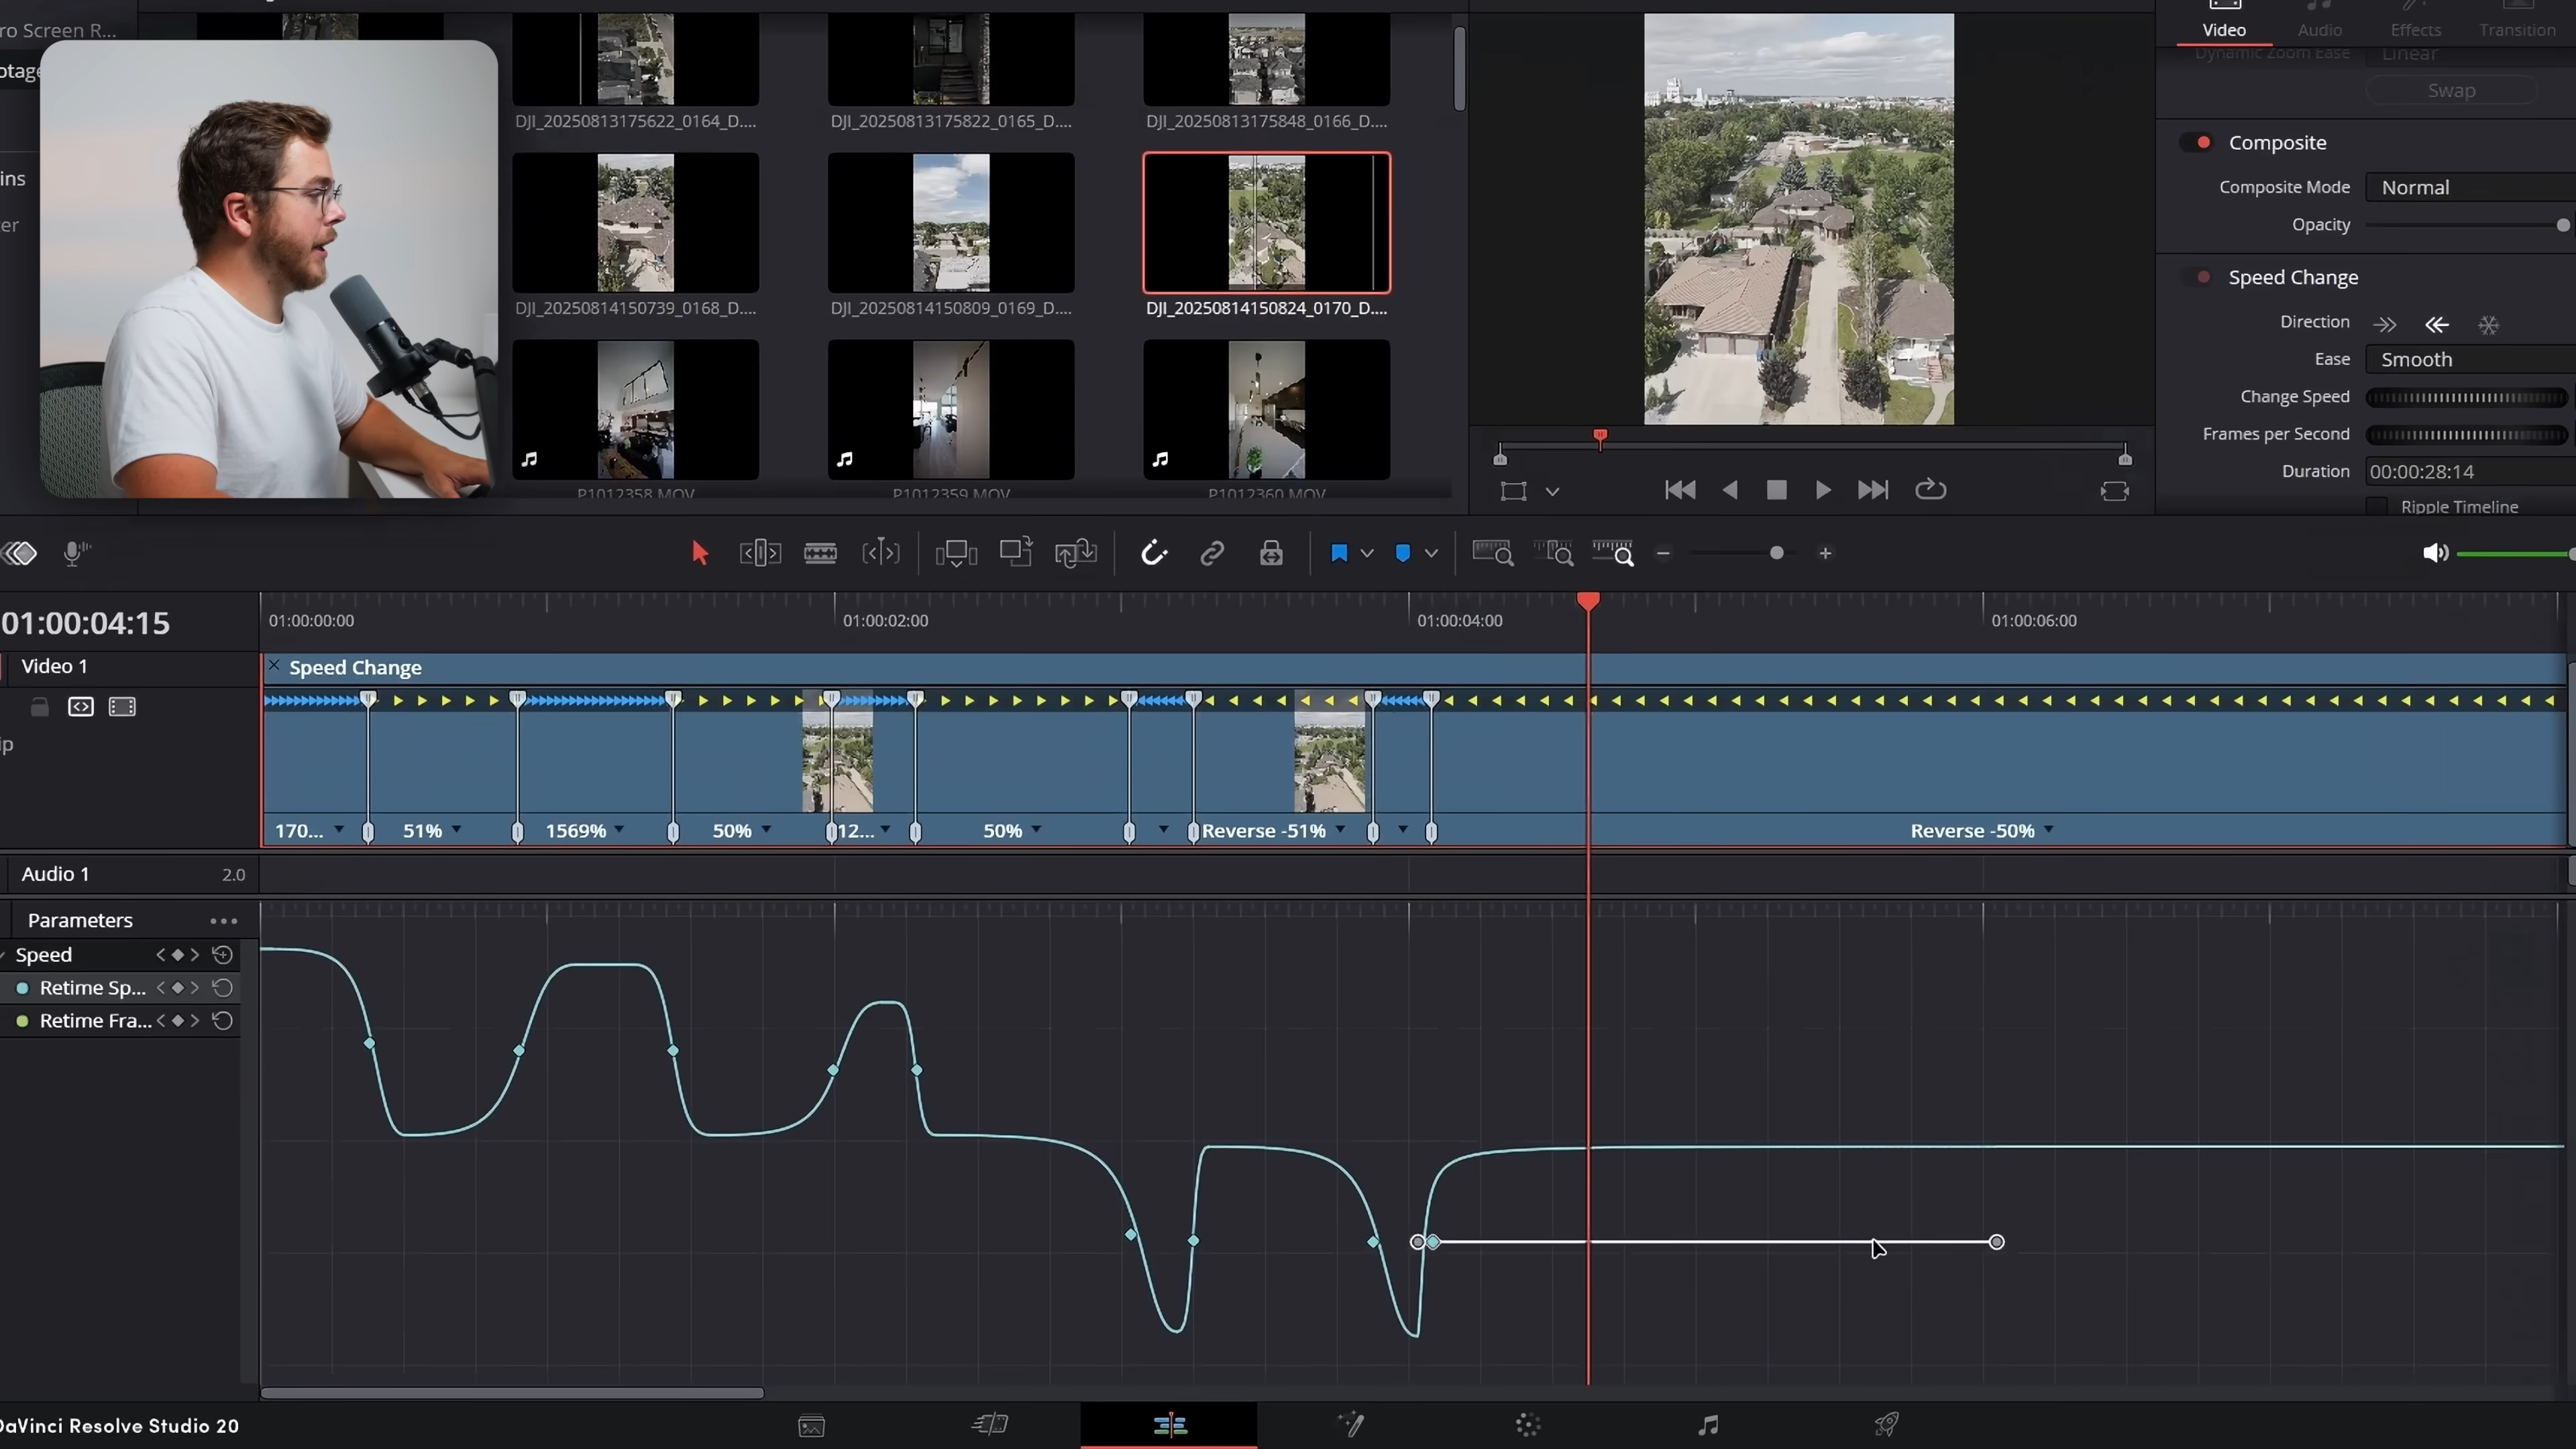 ro Screen R...
otage
ins
er
DJI_20250813175622_0164_D....
DJI_20250813175822_0165_D....
DJI_20250813175848_0166_D....
DJI_20250814150739_0168_D....
DJI_20250814150809_0169_D....
DJI_20250814150824_0170_D....
P1012358.MOV
P1012359.MOV
P1012360.MOV
Video
Audio
Effects
Transition
Dynamic Zoom Ease
Linear
Swap
Composite
Composite Mode
Normal
Opacity
Speed Change
Direction
Ease
Smooth
Change Speed
Frames per Second
Duration
00:00:28:14
Ripple Timeline
01:00:04:15
01:00:00:00
01:00:02:00
01:00:04:00
01:00:06:00
Video 1
Speed Change
ip
170...
51%
1569%
50%
12...
50%
Reverse -51%
Reverse -50%
Audio 1
2.0
Parameters
Speed
Retime Sp...
Retime Fra...
DaVinci Resolve Studio 20